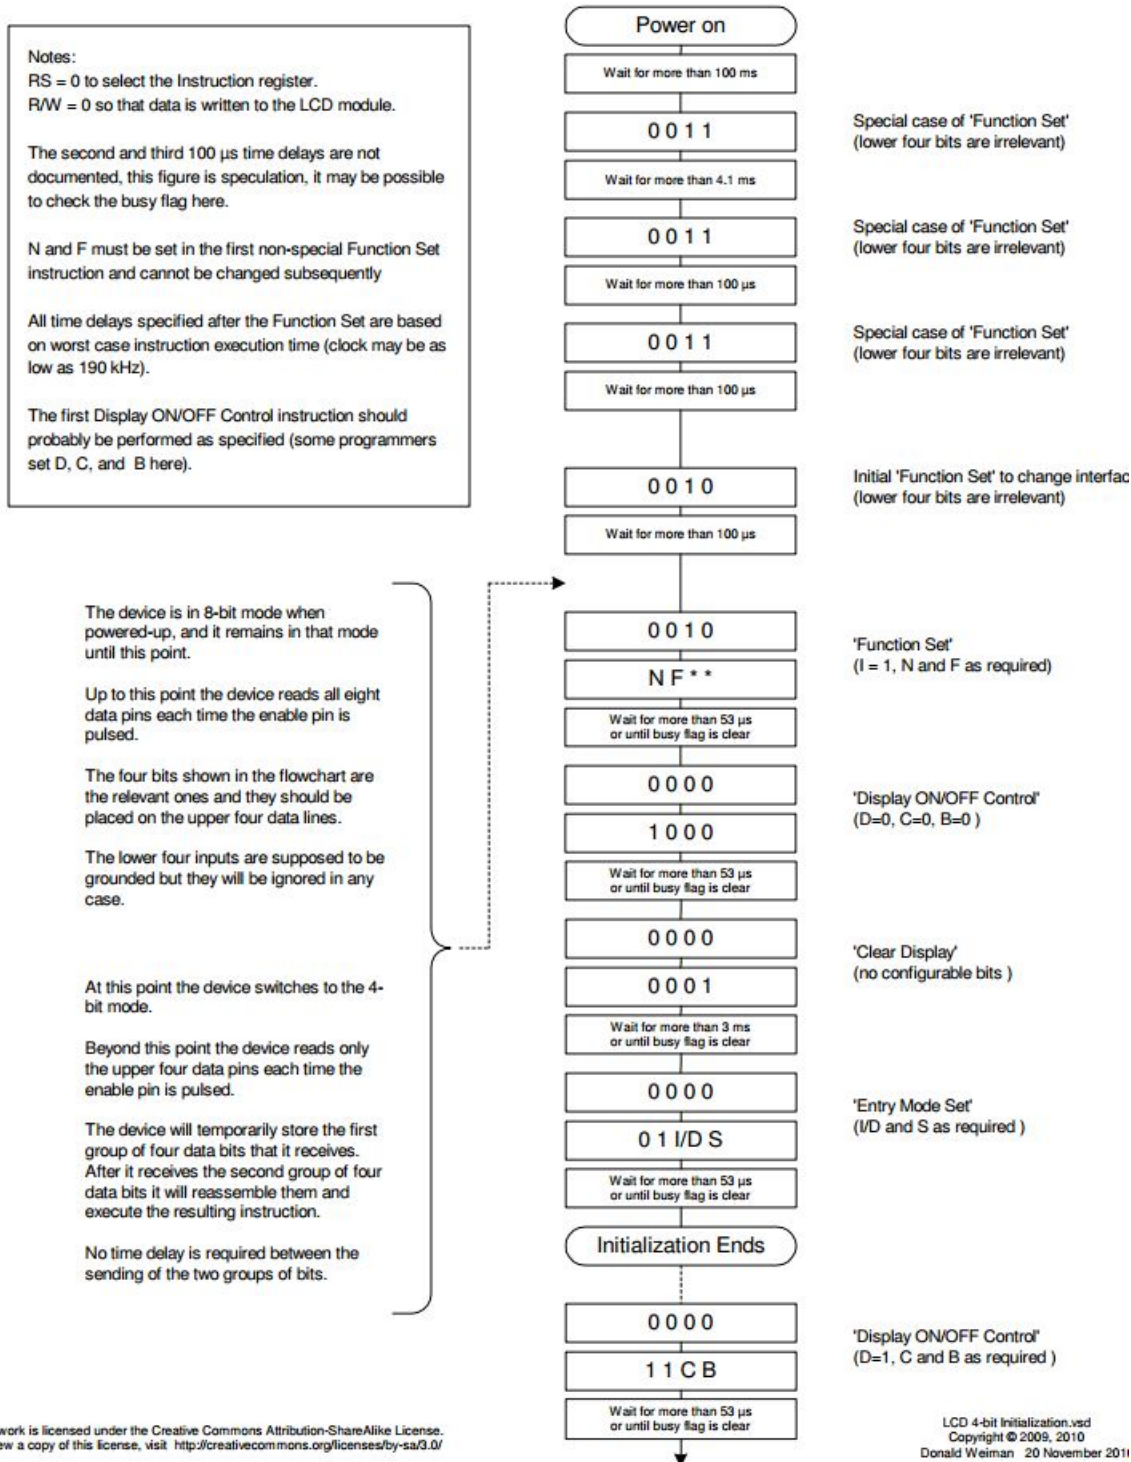 Notes:
RS = 0 to select the Instruction register.
R/W = 0 so that data is written to the LCD module.
The second and third 100 µs time delays are not
documented, this figure is speculation, it may be possible
to check the busy flag here.
N and F must be set in the first non-special Function Set
instruction and cannot be changed subsequently
All time delays specified after the Function Set are based
on worst case instruction execution time (clock may be as
low as 190 kHz).
The first Display ON/OFF Control instruction should
probably be performed as specified (some programmers
set D, C, and B here).
Power on
Wait for more than 100 ms
0 0 1 1
Special case of 'Function Set'
(lower four bits are irrelevant)
Wait for more than 4.1 ms
0 0 1 1
Special case of 'Function Set'
(lower four bits are irrelevant)
Wait for more than 100 µs
0 0 1 1
Special case of 'Function Set'
(lower four bits are irrelevant)
Wait for more than 100 µs
0 0 1 0
Initial 'Function Set' to change interfac
(lower four bits are irrelevant)
Wait for more than 100 µs
The device is in 8-bit mode when
powered-up, and it remains in that mode
until this point.
Up to this point the device reads all eight
data pins each time the enable pin is
pulsed.
The four bits shown in the flowchart are
the relevant ones and they should be
placed on the upper four data lines.
The lower four inputs are supposed to be
grounded but they will be ignored in any
case.
At this point the device switches to the 4-
bit mode.
Beyond this point the device reads only
the upper four data pins each time the
enable pin is pulsed.
The device will temporarily store the first
group of four data bits that it receives.
After it receives the second group of four
data bits it will reassemble them and
execute the resulting instruction.
No time delay is required between the
sending of the two groups of bits.
0 0 1 0
N F * *
'Function Set'
(I = 1, N and F as required)
Wait for more than 53 µs
or until busy flag is clear
0 0 0 0
1 0 0 0
'Display ON/OFF Control'
(D=0, C=0, B=0 )
Wait for more than 53 µs
or until busy flag is clear
0 0 0 0
0 0 0 1
'Clear Display'
(no configurable bits )
Wait for more than 3 ms
or until busy flag is clear
0 0 0 0
0 1 I/D S
'Entry Mode Set'
(I/D and S as required )
Wait for more than 53 µs
or until busy flag is clear
Initialization Ends
0 0 0 0
1 1 C B
'Display ON/OFF Control'
(D=1, C and B as required )
Wait for more than 53 µs
or until busy flag is clear
work is licensed under the Creative Commons Attribution-ShareAlike License.
ew a copy of this license, visit http://creativecommons.org/licenses/by-sa/3.0/
LCD 4-bit Initialization.vsd
Copyright © 2009, 2010
Donald Weiman 20 November 2010